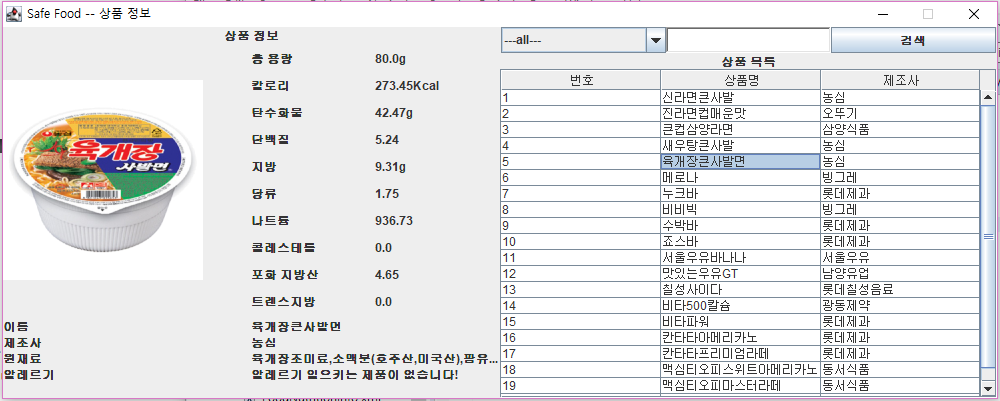 Safe Food -- 상품 정보
상품 정보
총 용량 80.0g
칼로리 273.45Kcal
탄수화물 42.47g
단백질 5.24
지방 9.31g
당류 1.75
나트륨 936.73
콜레스테롤 0.0
포화 지방산 4.65
트랜스지방 0.0
농심
육개장
사발면
이름 육개장큰사발면
제조사 농심
원재료 육개장조미료,소맥분(호주산,미국산),팜유...
알레르기 알레르기 일으키는 제품이 없습니다!
---all---
검색
상품 목록
번호 상품명 제조사
1 신라면큰사발 농심
2 진라면컵매운맛 오뚜기
3 큰컵삼양라면 삼양식품
4 새우탕큰사발 농심
5 육개장큰사발면 농심
6 메로나 빙그레
7 누크바 롯데제과
8 비비빅 빙그레
9 수박바 롯데제과
10 죠스바 롯데제과
11 서울우유바나나 서울우유
12 맛있는우유GT 남양유업
13 칠성사이다 롯데칠성음료
14 비타500칼슘 광동제약
15 비타파워 롯데제과
16 칸타타아메리카노 롯데제과
17 칸타타프리미엄라떼 롯데제과
18 맥심티오피스위트아메리카노 동서식품
19 맥심티오피마스터라떼 동서식품